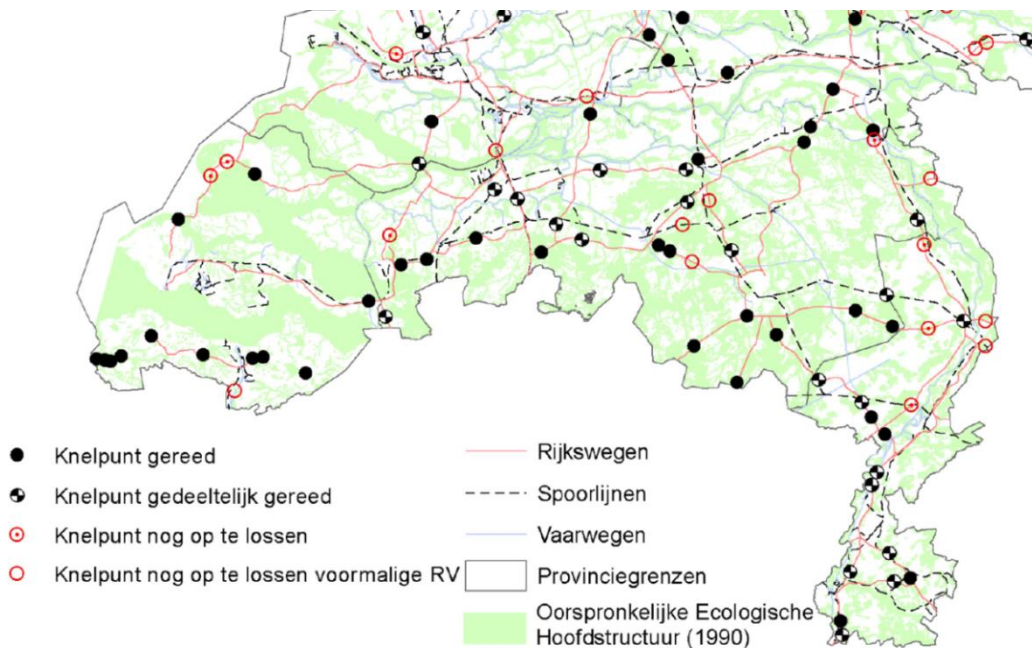 Knelpunt gereed
Knelpunt gedeeltelijk gereed
Knelpunt nog op te lossen
Knelpunt nog op te lossen voormalige RV
Rijkswegen
Spoorlijnen
Vaarwegen
Provinciegrenzen
Oorspronkelijke Ecologische
Hoofdstructuur (1990)